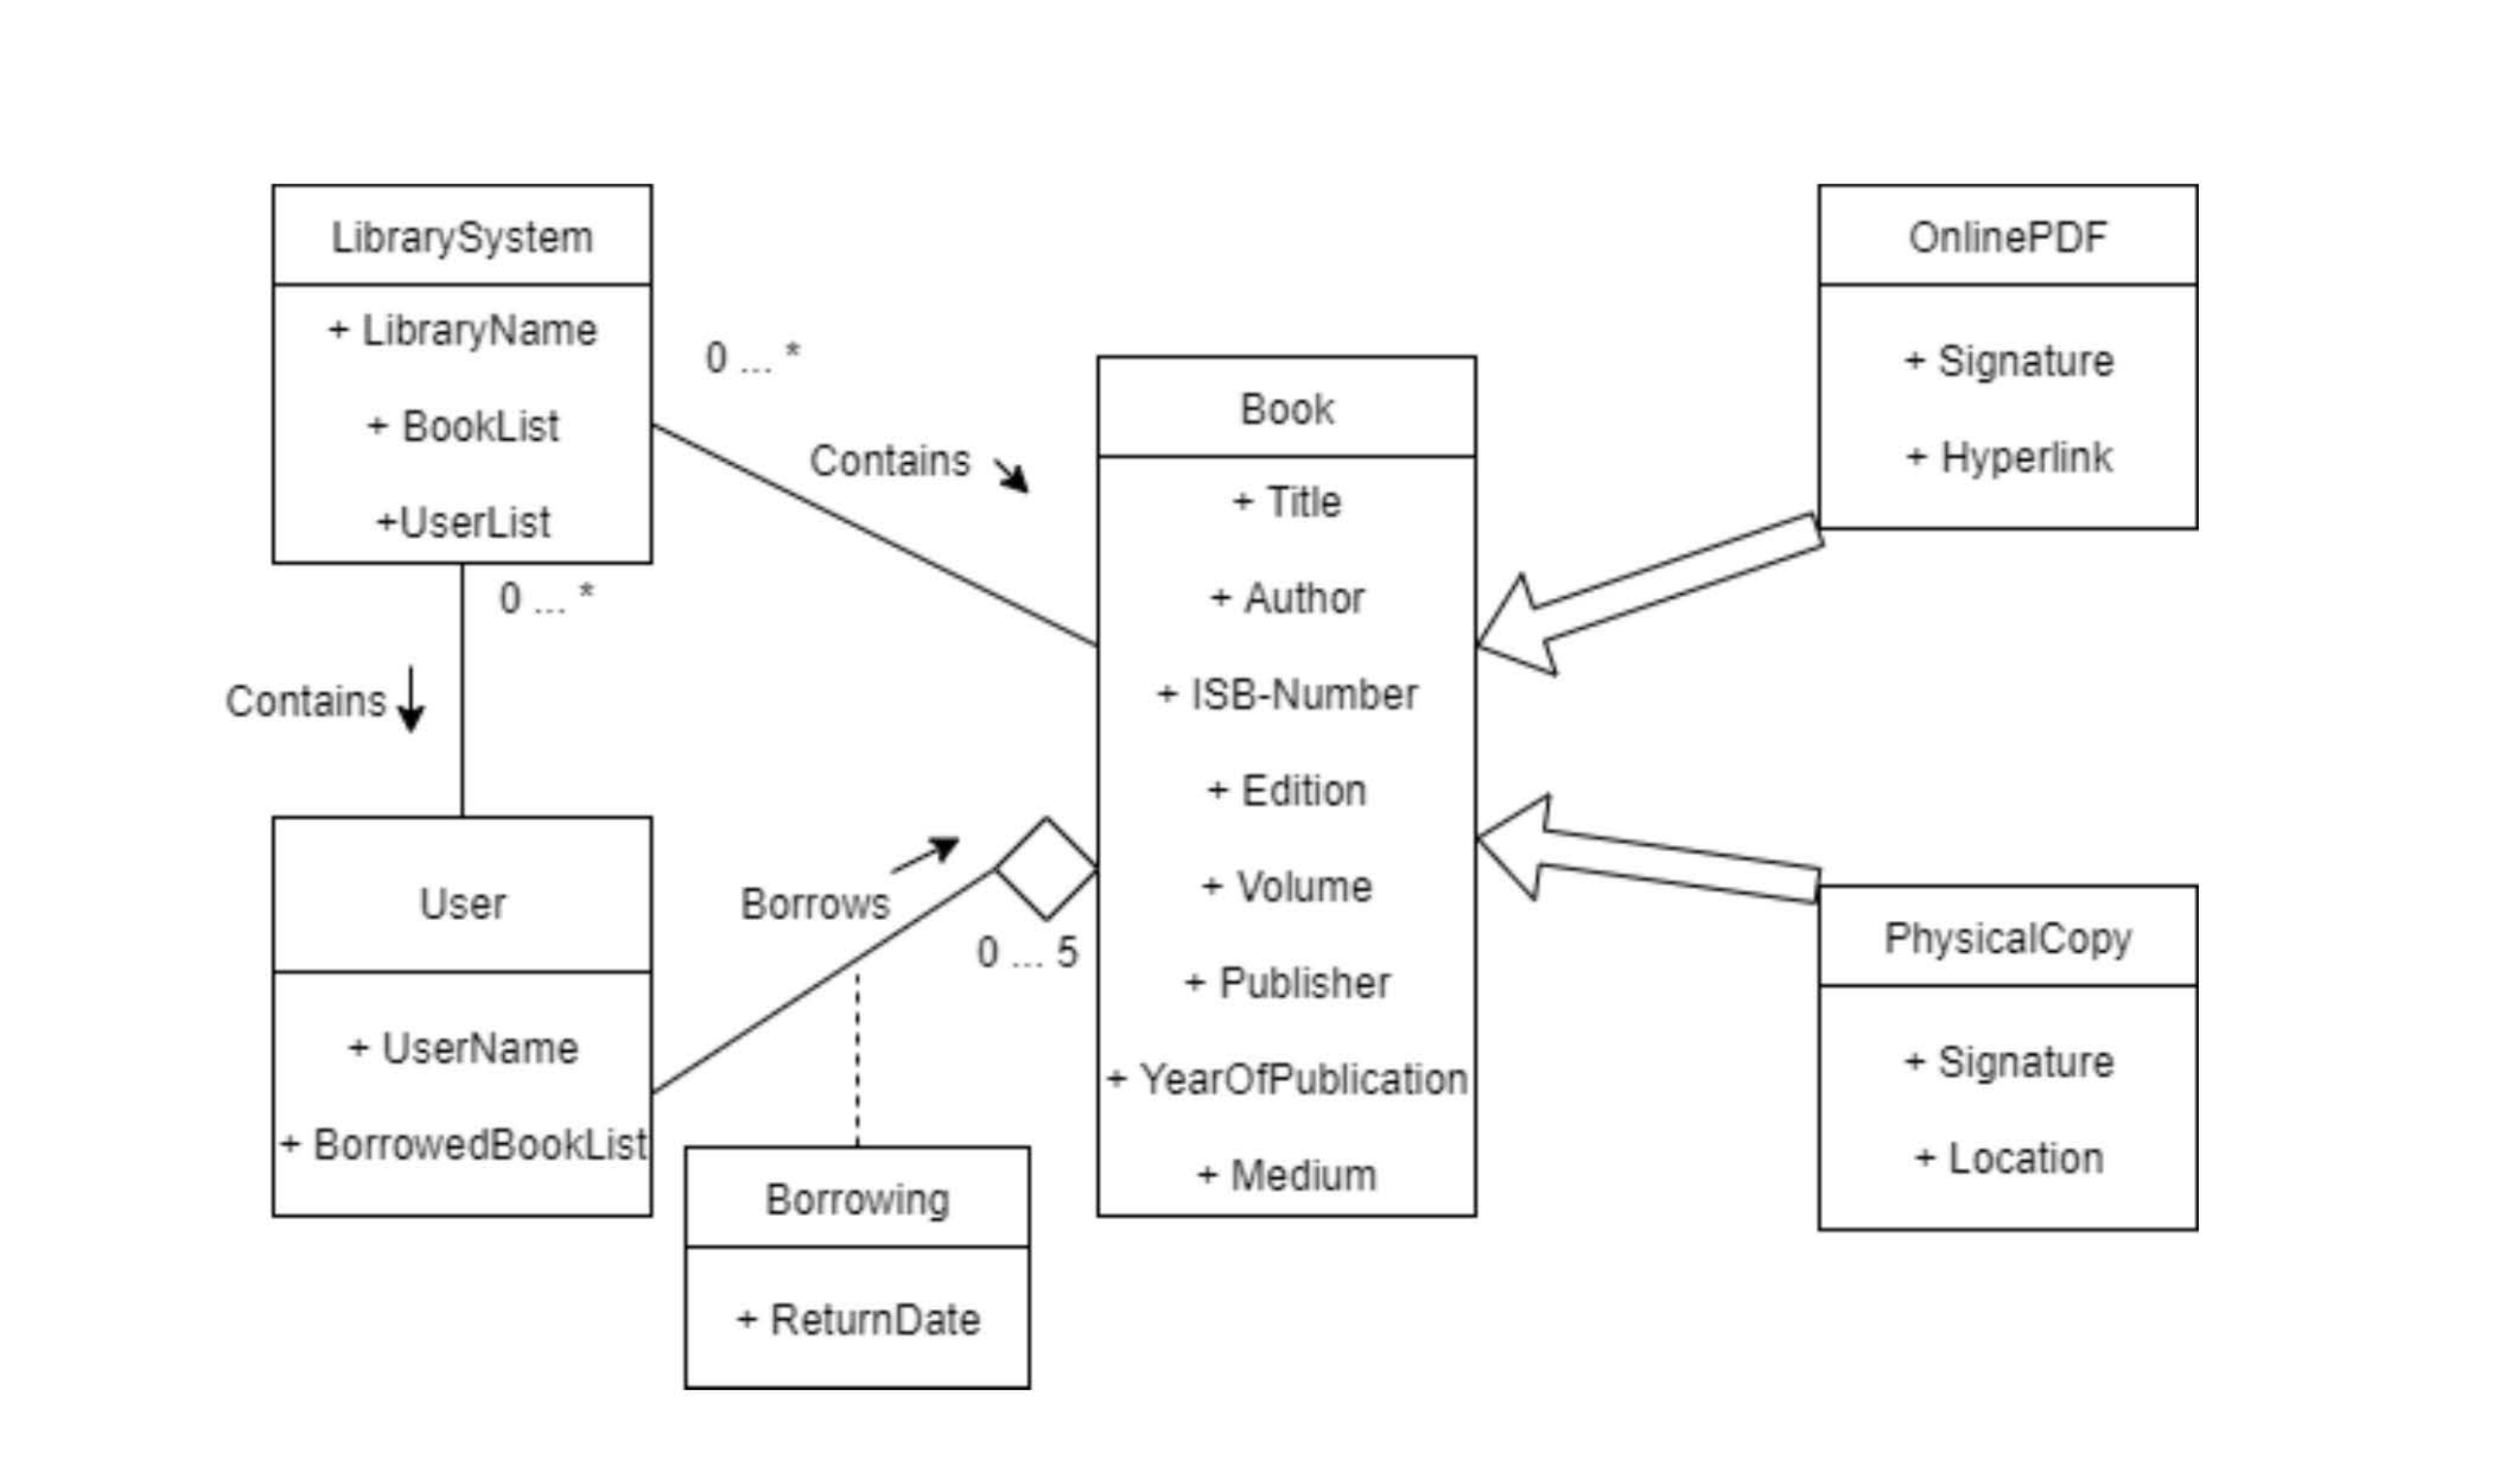 LibrarySystem
+ LibraryName
+ BookList
+UserList
0 ... *
Contains
0 ... *
Contains
User
+ UserName
+ BorrowedBookList
Borrows
0 ... 5
Borrowing
+ ReturnDate
Book
+ Title
+ Author
+ ISB-Number
+ Edition
+ Volume
+ Publisher
+ YearOfPublication
+ Medium
OnlinePDF
+ Signature
+ Hyperlink
PhysicalCopy
+ Signature
+ Location